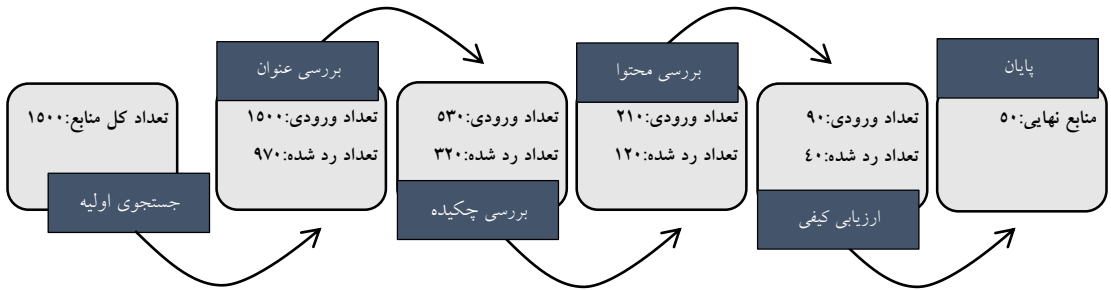 تعداد کل منابع:۱۵۰۰
جستجوی اولیه
بررسی عنوان
تعداد ورودی:۱۵۰۰
تعداد رد شده:۹۷۰
تعداد ورودی:۵۳۰
تعداد رد شده:۳۲۰
بررسی چکیده
بررسی محتوا
تعداد ورودی:۲۱۰
تعداد رد شده:۱۲۰
تعداد ورودی:۹۰
تعداد رد شده:٤۰
ارزیابی کیفی
پایان
منابع نهایی:۵۰